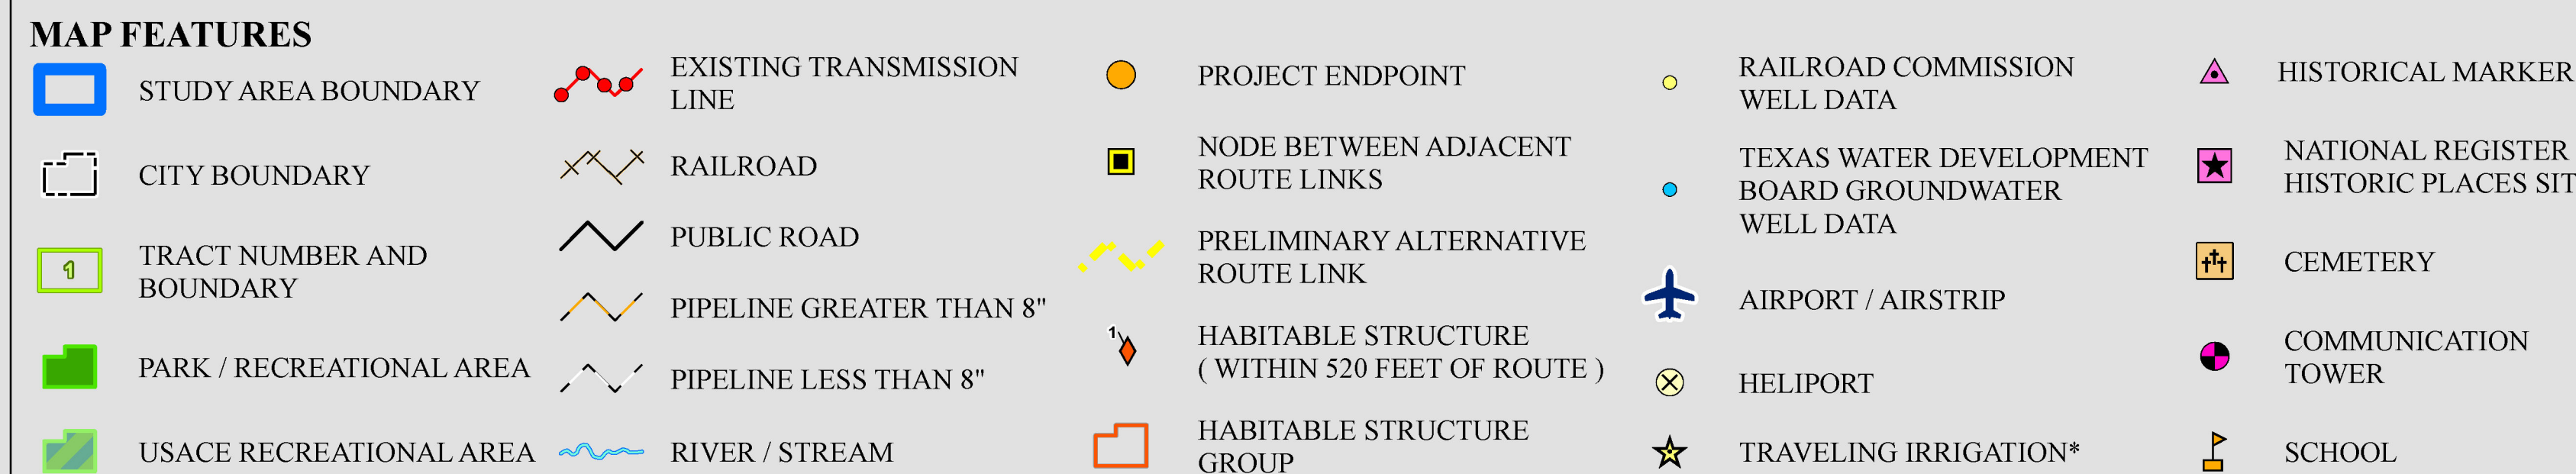 MAP FEATURES
STUDY AREA BOUNDARY
CITY BOUNDARY
1
TRACT NUMBER AND
BOUNDARY
PARK / RECREATIONAL AREA
USACE RECREATIONAL AREA
EXISTING TRANSMISSION
LINE
RAILROAD
PUBLIC ROAD
PIPELINE GREATER THAN 8"
PIPELINE LESS THAN 8"
RIVER / STREAM
PROJECT ENDPOINT
NODE BETWEEN ADJACENT
ROUTE LINKS
PRELIMINARY ALTERNATIVE
ROUTE LINK
1
HABITABLE STRUCTURE
( WITHIN 520 FEET OF ROUTE )
HABITABLE STRUCTURE
GROUP
RAILROAD COMMISSION
WELL DATA
TEXAS WATER DEVELOPMENT
BOARD GROUNDWATER
WELL DATA
AIRPORT / AIRSTRIP
HELIPORT
TRAVELING IRRIGATION*
HISTORICAL MARKER
NATIONAL REGISTER
HISTORIC PLACES SIT
CEMETERY
COMMUNICATION
TOWER
SCHOOL